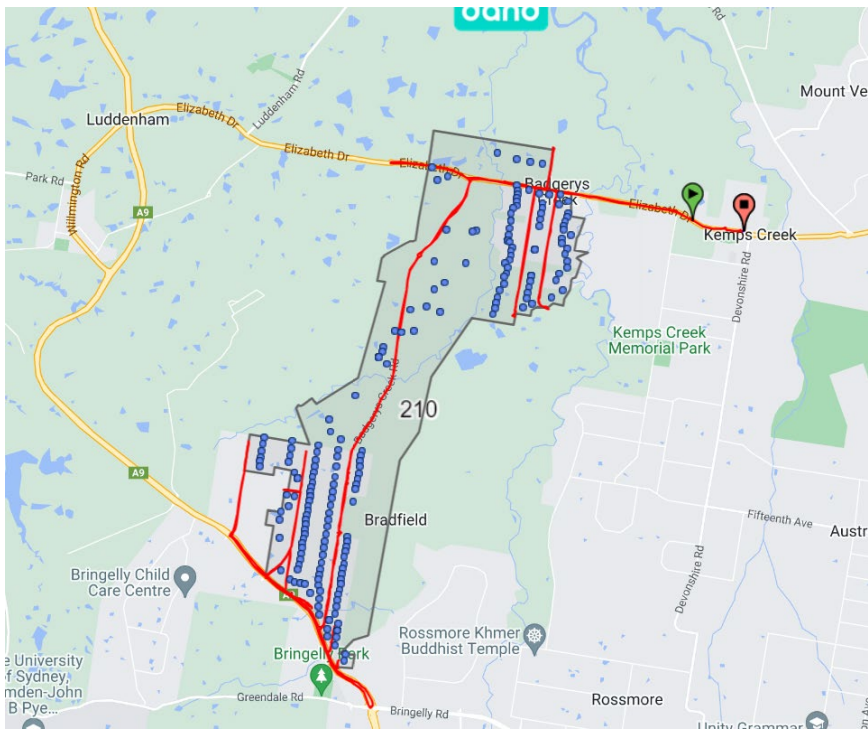 Mount Ve
Luddenham
Luddenham Rd
Elizabeth Dr
Elizabeth Dr
Elizabeth Dr
Park Rd
Willmington Rd
A9
Badgerys
Creek
Elizabeth Dr
Kemps Creek
Devonshire Rd
Kemps Creek
Memorial Park
Badgerys Creek Rd
210
A9
Bradfield
Fifteenth Ave
Austr
Bringelly Child
Care Centre
Devonshire Rd
Rossmore Khmer
Buddhist Temple
e University
of Sydney,
mden-John
B Pye...
Bringelly Park
Greendale Rd
Bringelly Rd
Rossmore
Unity Grammar